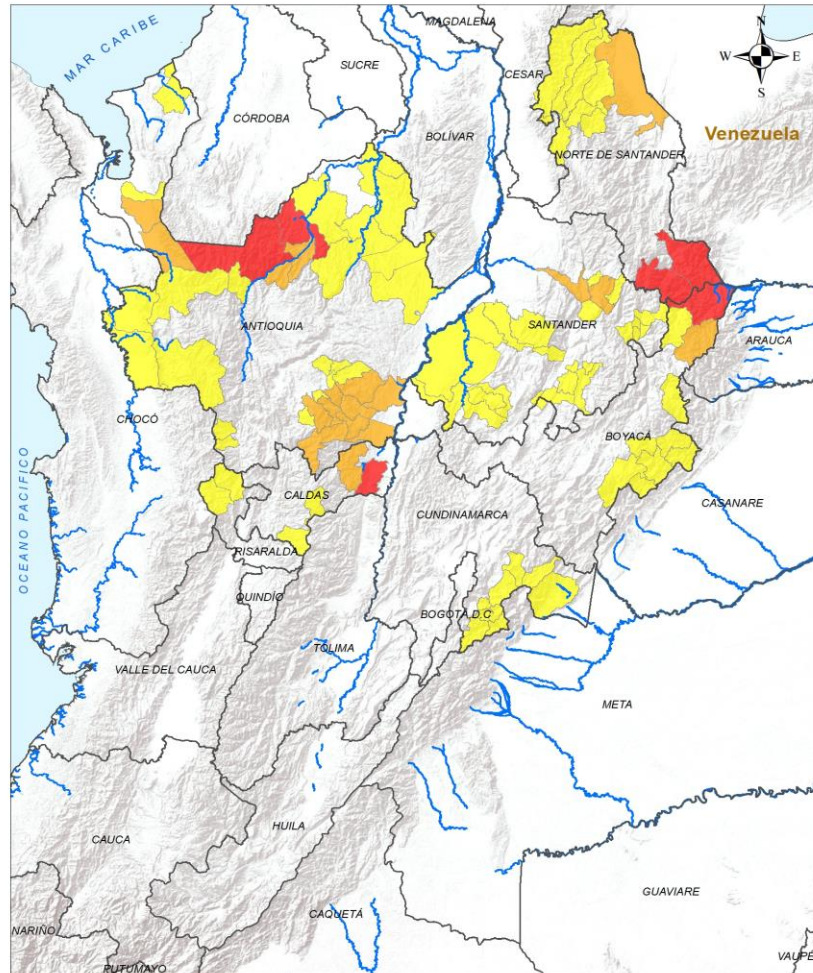 MAGDALENA
MAR CARIBE
SUCRE
N
W E
S
CESAR
CÓRDOBA
BOLÍVAR
Venezuela
NORTE DE SANTANDER
ANTIOQUIA
SANTANDER
ARAUCA
CHOCÓ
BOYACÁ
CALDAS
CASANARE
CUNDINAMARCA
OCEANO PACIFICO
RISARALDA
QUINDÍO
BOGOTÁ D.C
TOLIMA
VALLE DEL CAUCA
META
HUILA
CAUCA
GUAVIARE
CAQUETÁ
NARIÑO
VAUPÉ
PUTUMAYO